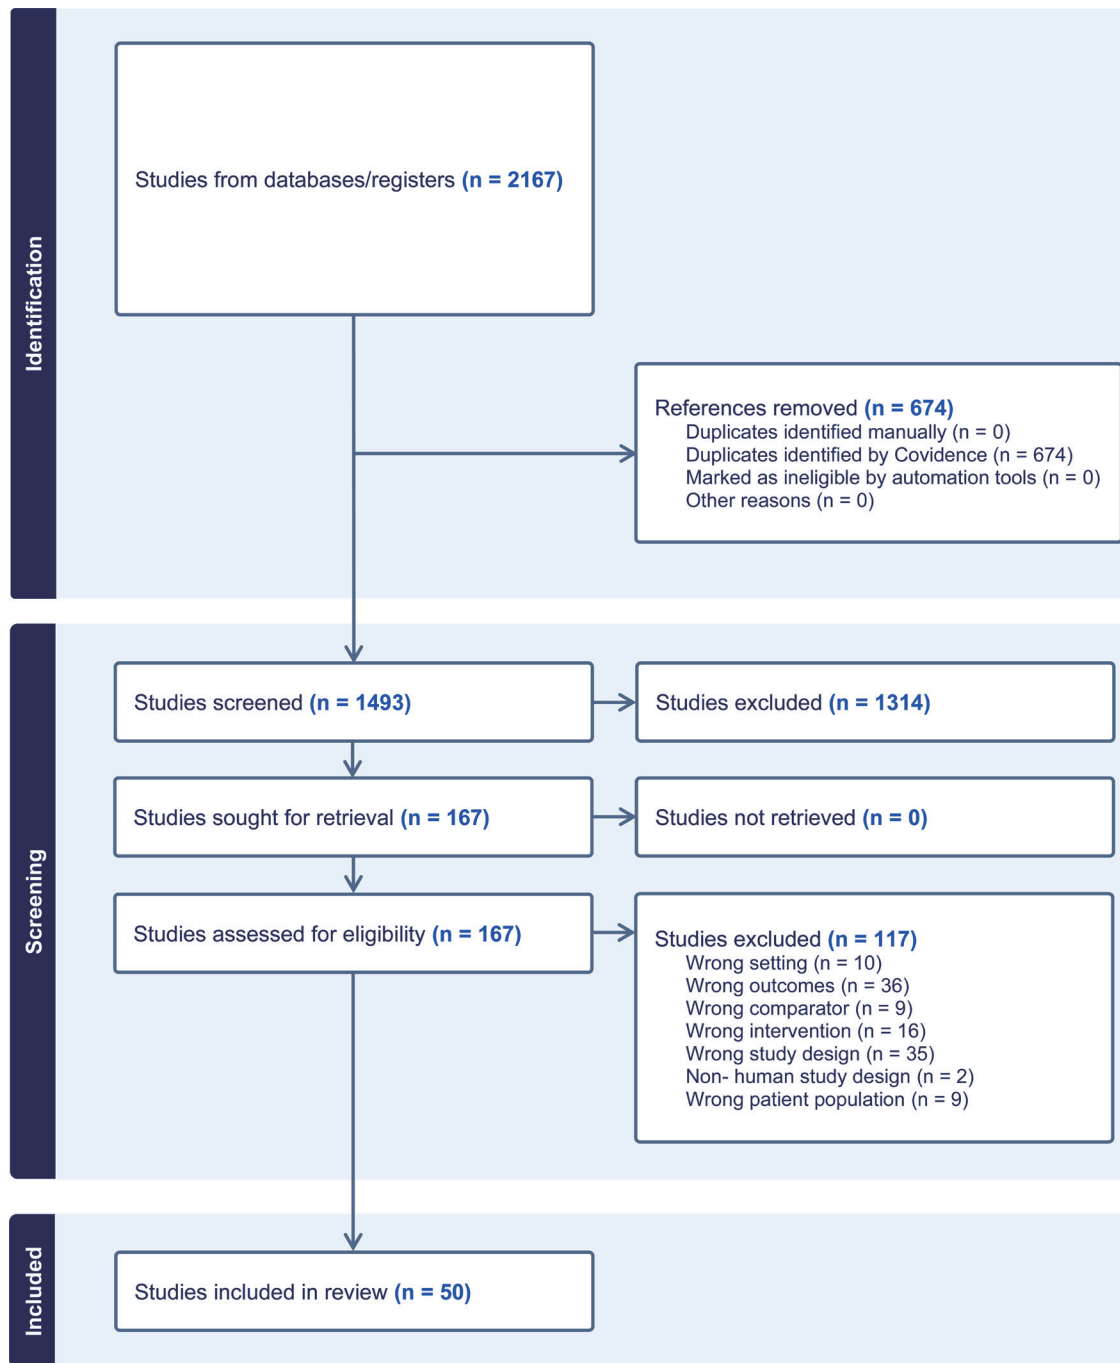 Identification
Studies from databases/registers (n = 2167)
References removed (n = 674)
Duplicates identified manually (n = 0)
Duplicates identified by Covidence (n = 674)
Marked as ineligible by automation tools (n = 0)
Other reasons (n = 0)
Screening
Studies screened (n = 1493)
Studies excluded (n = 1314)
Studies sought for retrieval (n = 167)
Studies not retrieved (n = 0)
Studies assessed for eligibility (n = 167)
Studies excluded (n = 117)
Wrong setting (n = 10)
Wrong outcomes (n = 36)
Wrong comparator (n = 9)
Wrong intervention (n = 16)
Wrong study design (n = 35)
Non- human study design (n = 2)
Wrong patient population (n = 9)
Included
Studies included in review (n = 50)